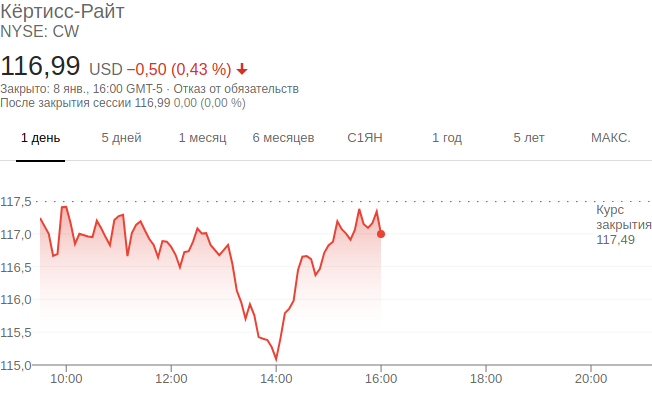 Кёртисс-Райт
NYSE: CW
116,99 USD −0,50 (0,43 %)
Закрыто: 8 янв., 16:00 GMT-5 · Отказ от обязательств
После закрытия сессии 116,99 0,00 (0,00 %)
1 день 5 дней 1 месяц 6 месяцев С1ЯН 1 год 5 лет МАКС.
117,5
Курс
закрытия
117,49
117,0
116,5
116,0
115,5
115,0
10:00 12:00 14:00 16:00 18:00 20:00